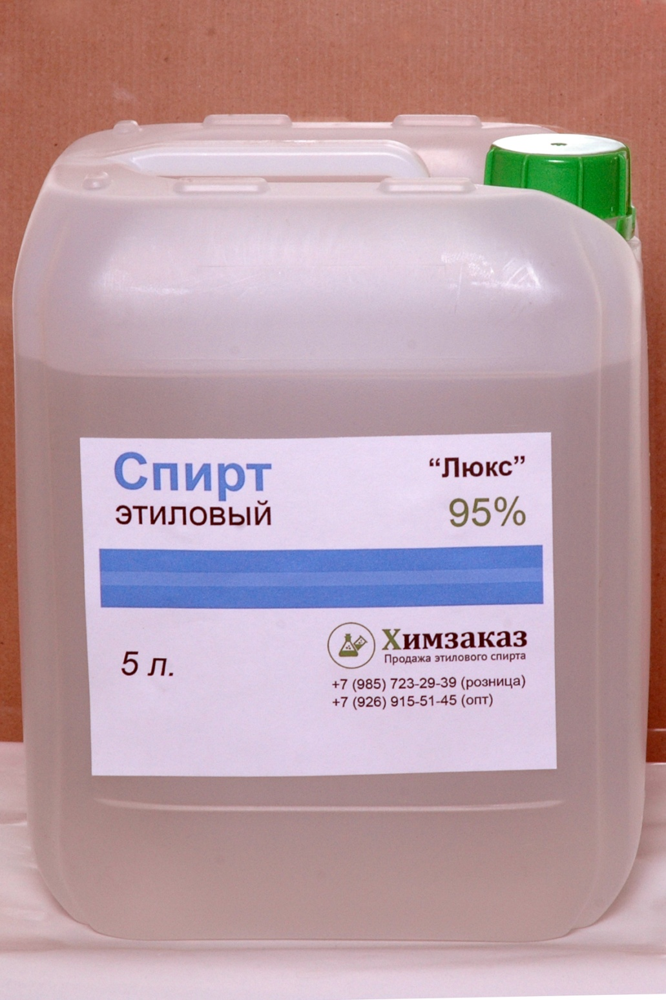 Спирт
этиловый
“Люкс”
95%
5 л.
Химзаказ
Продажа этилового спирта
+7 (985) 723-29-39 (розница)
+7 (926) 915-51-45 (опт)